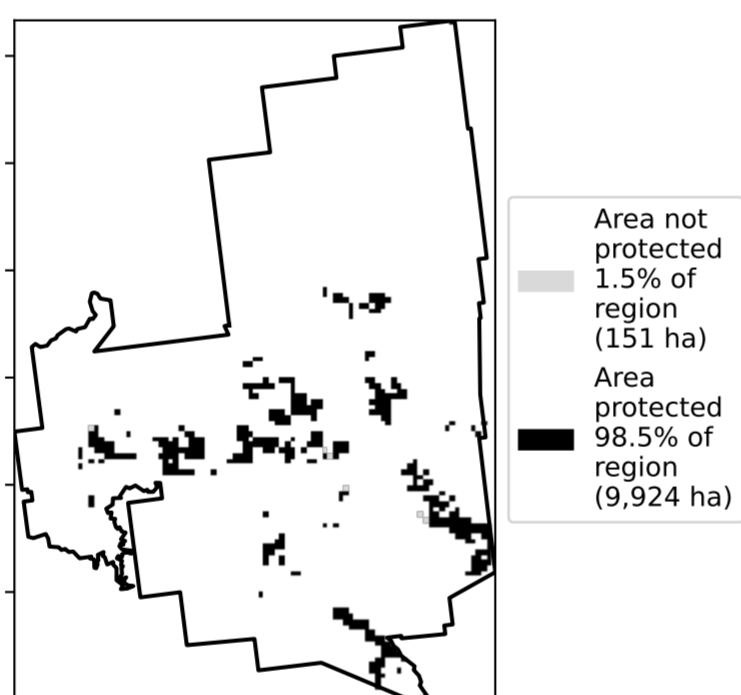 Area not
protected
1.5% of
region
(151 ha)
Area
protected
98.5% of
region
(9,924 ha)